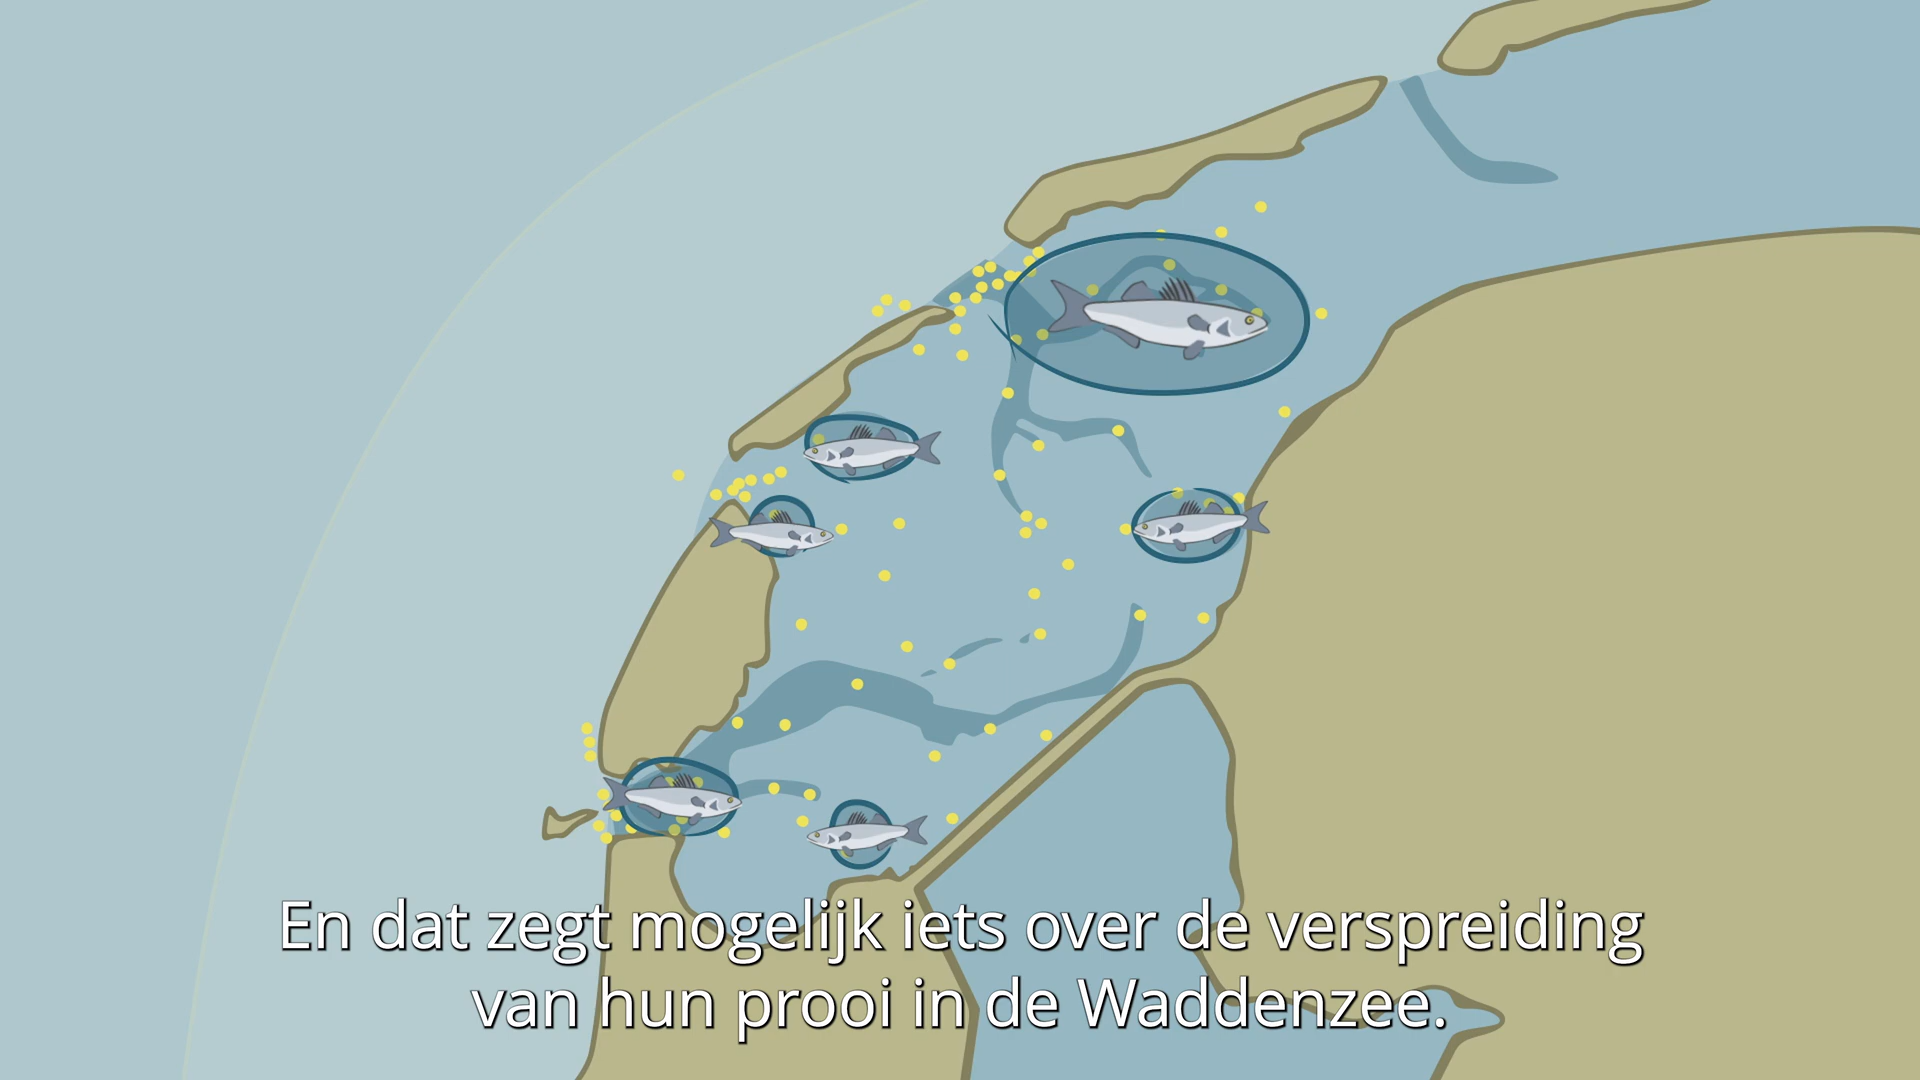 En dat zegt mogelijk iets over de verspreiding
van hun prooi in de Waddenzee.